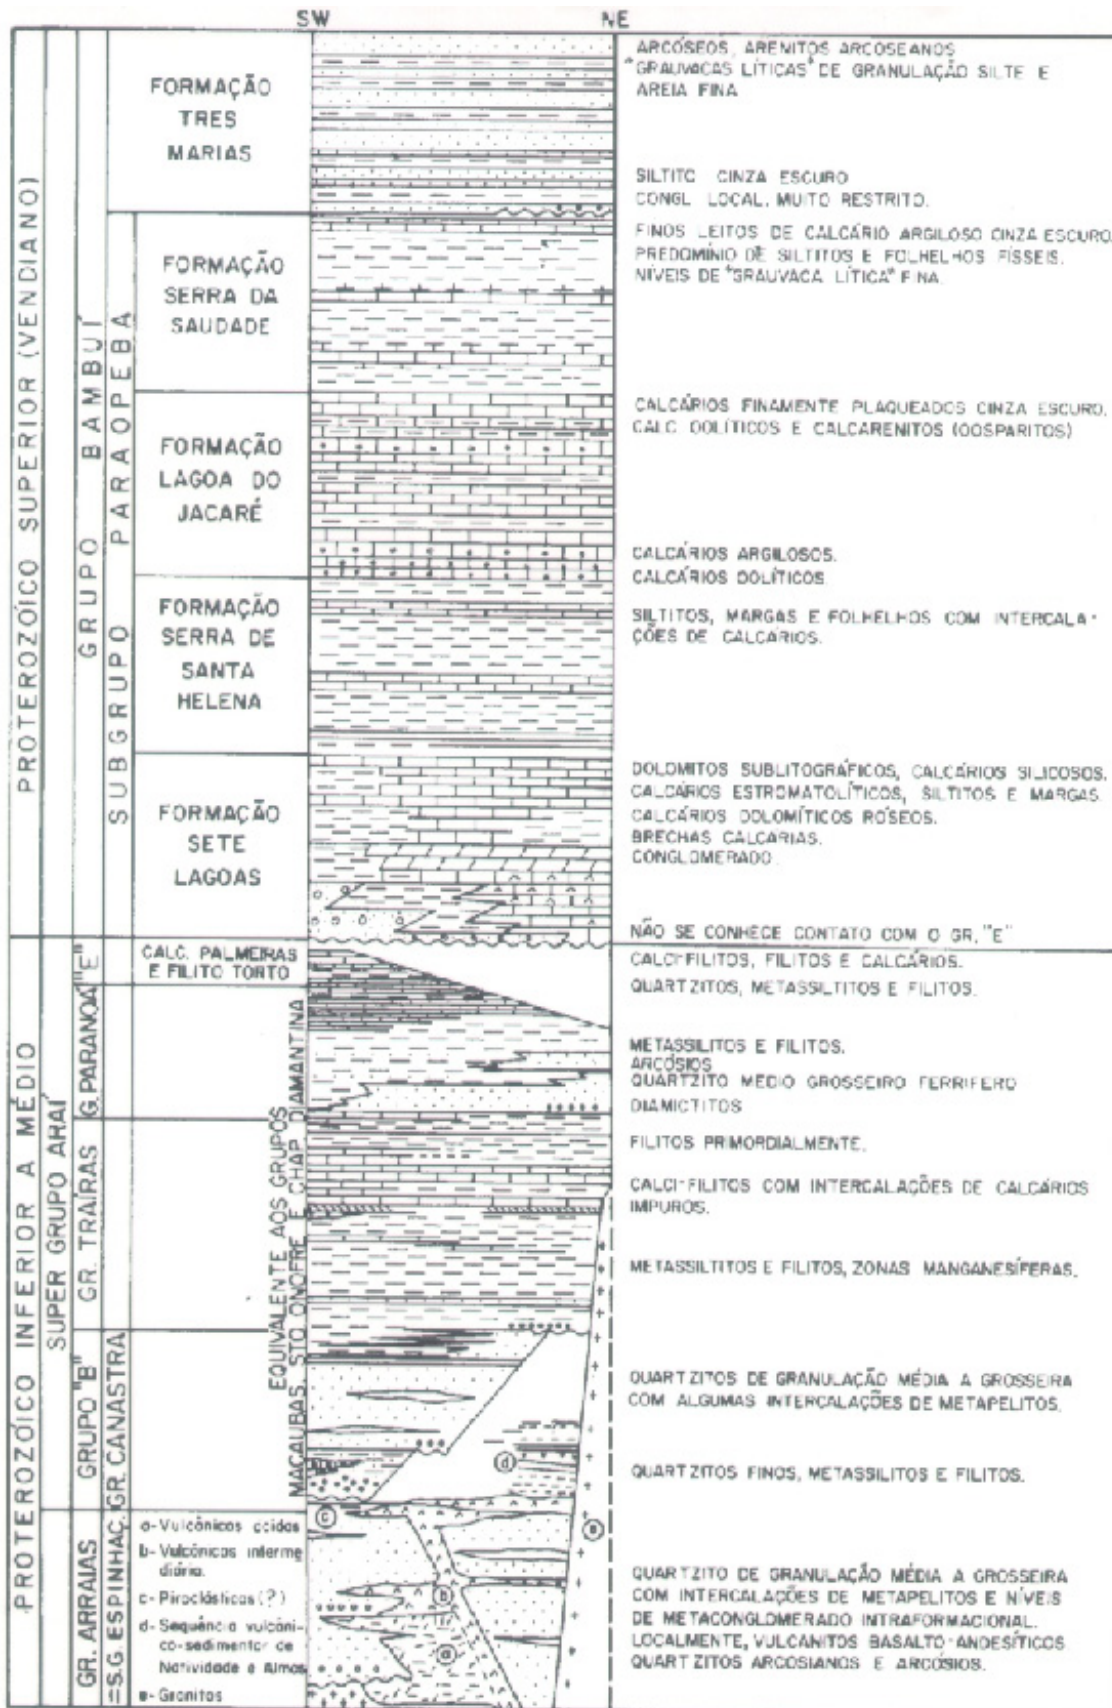 SW
NE
PROTEROZÓICO SUPERIOR (VENDIANO)
GRUPO BAMBUÍ
SUBGRUPO PARAOPEBA
FORMAÇÃO
TRES
MARIAS
ARCÓSEOS, ARENITOS ARCOSEANOS
"GRAUVACAS LÍTICAS" DE GRANULAÇÃO SILTE E
AREIA FINA
SILTITO CINZA ESCURO
CONGL LOCAL, MUITO RESTRITO.
FORMAÇÃO
SERRA DA
SAUDADE
FINOS LEITOS DE CALCÁRIO ARGILOSO CINZA ESCURO.
PREDOMÍNIO DE SILTITOS E FOLHELHOS FÍSSEIS.
NÍVEIS DE "GRAUVACA LÍTICA" FINA.
FORMAÇÃO
LAGOA DO
JACARÉ
CALCÁRIOS FINAMENTE PLAQUEADOS CINZA ESCURO.
CALC OOLÍTICOS E CALCARENITOS (OOSPARITOS)
CALCÁRIOS ARGILOSOS.
CALCÁRIOS OOLÍTICOS.
FORMAÇÃO
SERRA DE
SANTA
HELENA
SILTITOS, MARGAS E FOLHELHOS COM INTERCALA-
ÇÕES DE CALCÁRIOS.
FORMAÇÃO
SETE
LAGOAS
DOLOMITOS SUBLITOGRÁFICOS, CALCÁRIOS SILICOSOS.
CALCÁRIOS ESTROMATOLÍTICOS, SILTITOS E MARGAS.
CALCÁRIOS DOLOMÍTICOS RÓSEOS.
BRECHAS CALCARIAS.
CONGLOMERADO.
NÃO SE CONHECE CONTATO COM O GR. "E"
PROTEROZÓICO INFERIOR A MÉDIO
SUPER GRUPO ARAÍ
G. PARANOÁ "E"
CALC. PALMEIRAS
E FILITO TORTO
CALCI-FILITOS, FILITOS E CALCÁRIOS.
QUARTZITOS, METASSILTITOS E FILITOS.
METASSILITOS E FILITOS.
ARCÓSIOS
QUARTZITO MEDIO GROSSEIRO FERRIFERO
DIAMICTITOS
EQUIVALENTE AOS GRUPOS
MACAUBAS, STO ONOFRE E CHAP DIAMANTINA
GR. TRAÍRAS
FILITOS PRIMORDIALMENTE.
CALCI-FILITOS COM INTERCALAÇÕES DE CALCÁRIOS
IMPUROS.
METASSILTITOS E FILITOS, ZONAS MANGANESÍFERAS.
GRUPO "B"
GR. CANASTRA
QUARTZITOS DE GRANULAÇÃO MÉDIA A GROSSEIRA
COM ALGUMAS INTERCALAÇÕES DE METAPELITOS.
d
QUARTZITOS FINOS, METASSILITOS E FILITOS.
GR. ARRAIAS
=S.G. ESPINHAÇ.
a- Vulcânicas ácidas
b- Vulcânicas interme
diária.
c- Piroclásticas (?)
d- Sequência vulcâni-
co-sedimentar de
Natividade e Almas
e- Granitos
c
e
b
a
QUARTZITO DE GRANULAÇÃO MÉDIA A GROSSEIRA
COM INTERCALAÇÕES DE METAPELITOS E NÍVEIS
DE METACONGLOMERADO INTRAFORMACIONAL.
LOCALMENTE, VULCANITOS BASALTO-ANDESÍTICOS
QUARTZITOS ARCOSIANOS E ARCÓSIOS.